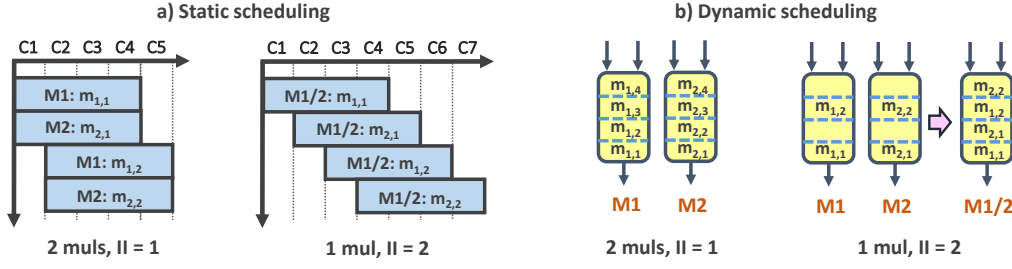 a) Static scheduling
C1 C2 C3 C4 C5
M1: m1,1
M2: m2,1
M1: m1,2
M2: m2,2
2 muls, II = 1
C1 C2 C3 C4 C5 C6 C7
M1/2: m1,1
M1/2: m2,1
M1/2: m1,2
M1/2: m2,2
1 mul, II = 2
b) Dynamic scheduling
m1,4
m1,3
m1,2
m1,1
M1
m2,4
m2,3
m2,2
m2,1
M2
2 muls, II = 1
m1,2
m1,1
M1
m2,2
m2,1
M2
m2,2
m1,2
m2,1
m1,1
M1/2
1 mul, II = 2